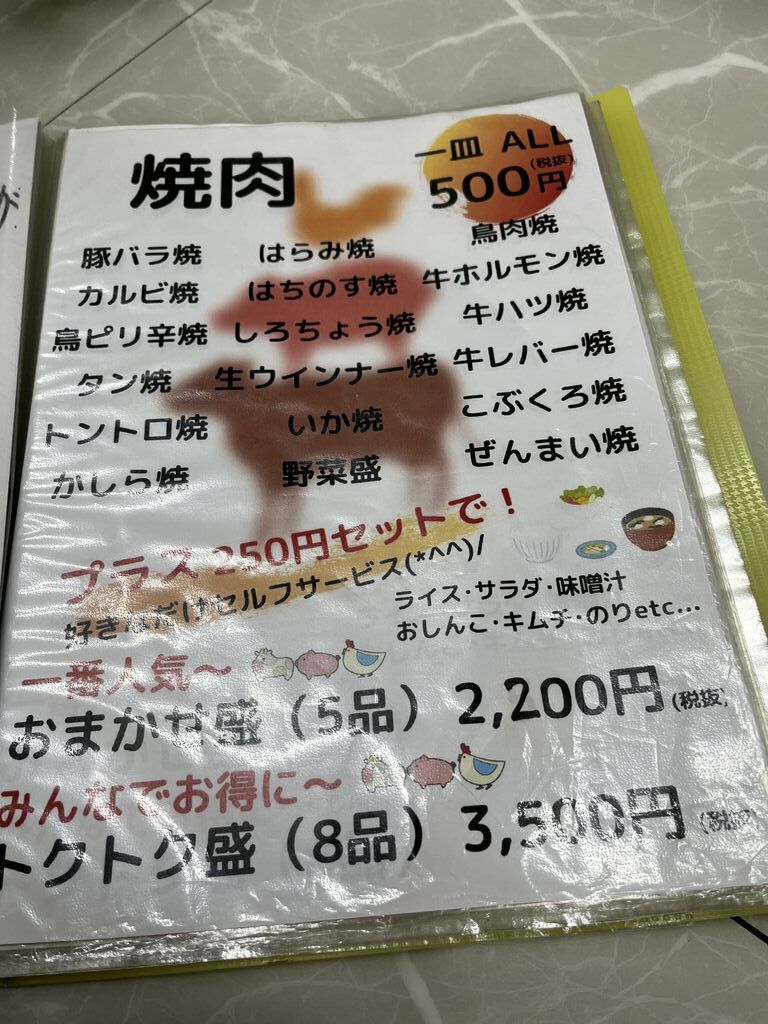 焼肉
一皿 ALL
500円(税抜)
豚バラ焼 はらみ焼 鳥肉焼
カルビ焼 はちのす焼 牛ホルモン焼
鳥ピリ辛焼 しろちょう焼 牛ハツ焼
タン焼 生ウインナー焼 牛レバー焼
トントロ焼 いか焼 こぶくろ焼
かしら焼 野菜盛 ぜんまい焼
プラス250円セットで！
好きなだけセルフサービス(*^^)/
ライス・サラダ・味噌汁
おしんこ・キムチ・のりetc...
一番人気～
おまかせ盛（5品）2,200円(税抜)
みんなでお得に～
トクトク盛（8品）3,500円(税抜)